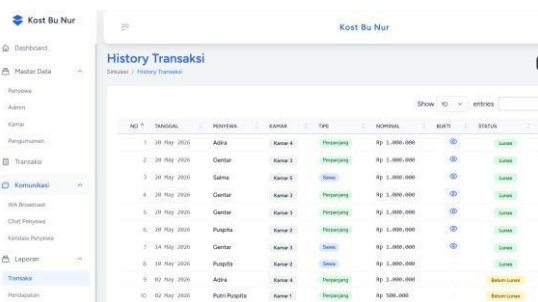 Kost Bu Nur
Kost Bu Nur
Dashboard
Master Data
Penyewa
Admin
Kamar
Pengumuman
Transaksi
Komunikasi
WA Broadcast
Chat Penyewa
Kendala Penyewa
Laporan
Transaksi
Pendapatan
History Transaksi
Simulasi / History Transaksi
Show 10 entries
NO TANGGAL PENYEWA KAMAR TIPE NOMINAL BUKTI STATUS
1 20 May 2026 Adira Kamar 4 Perpanjang Rp 1.000.000 Lunas
2 20 May 2026 Gentar Kamar 3 Perpanjang Rp 1.000.000 Lunas
3 20 May 2026 Salma Kamar 5 Sewa Rp 1.000.000 Lunas
4 20 May 2026 Gentar Kamar 3 Perpanjang Rp 1.000.000 Lunas
5 20 May 2026 Gentar Kamar 3 Perpanjang Rp 1.000.000 Lunas
6 20 May 2026 Puspita Kamar 2 Perpanjang Rp 1.000.000 Lunas
7 14 May 2026 Gentar Kamar 3 Sewa Rp 1.000.000 Lunas
8 10 May 2026 Puspita Kamar 2 Sewa Rp 1.000.000 Lunas
9 02 May 2026 Adira Kamar 4 Perpanjang Rp 1.000.000 Belum Lunas
10 02 May 2026 Putri Puspita Kamar 1 Perpanjang Rp 500.000 Belum Lunas